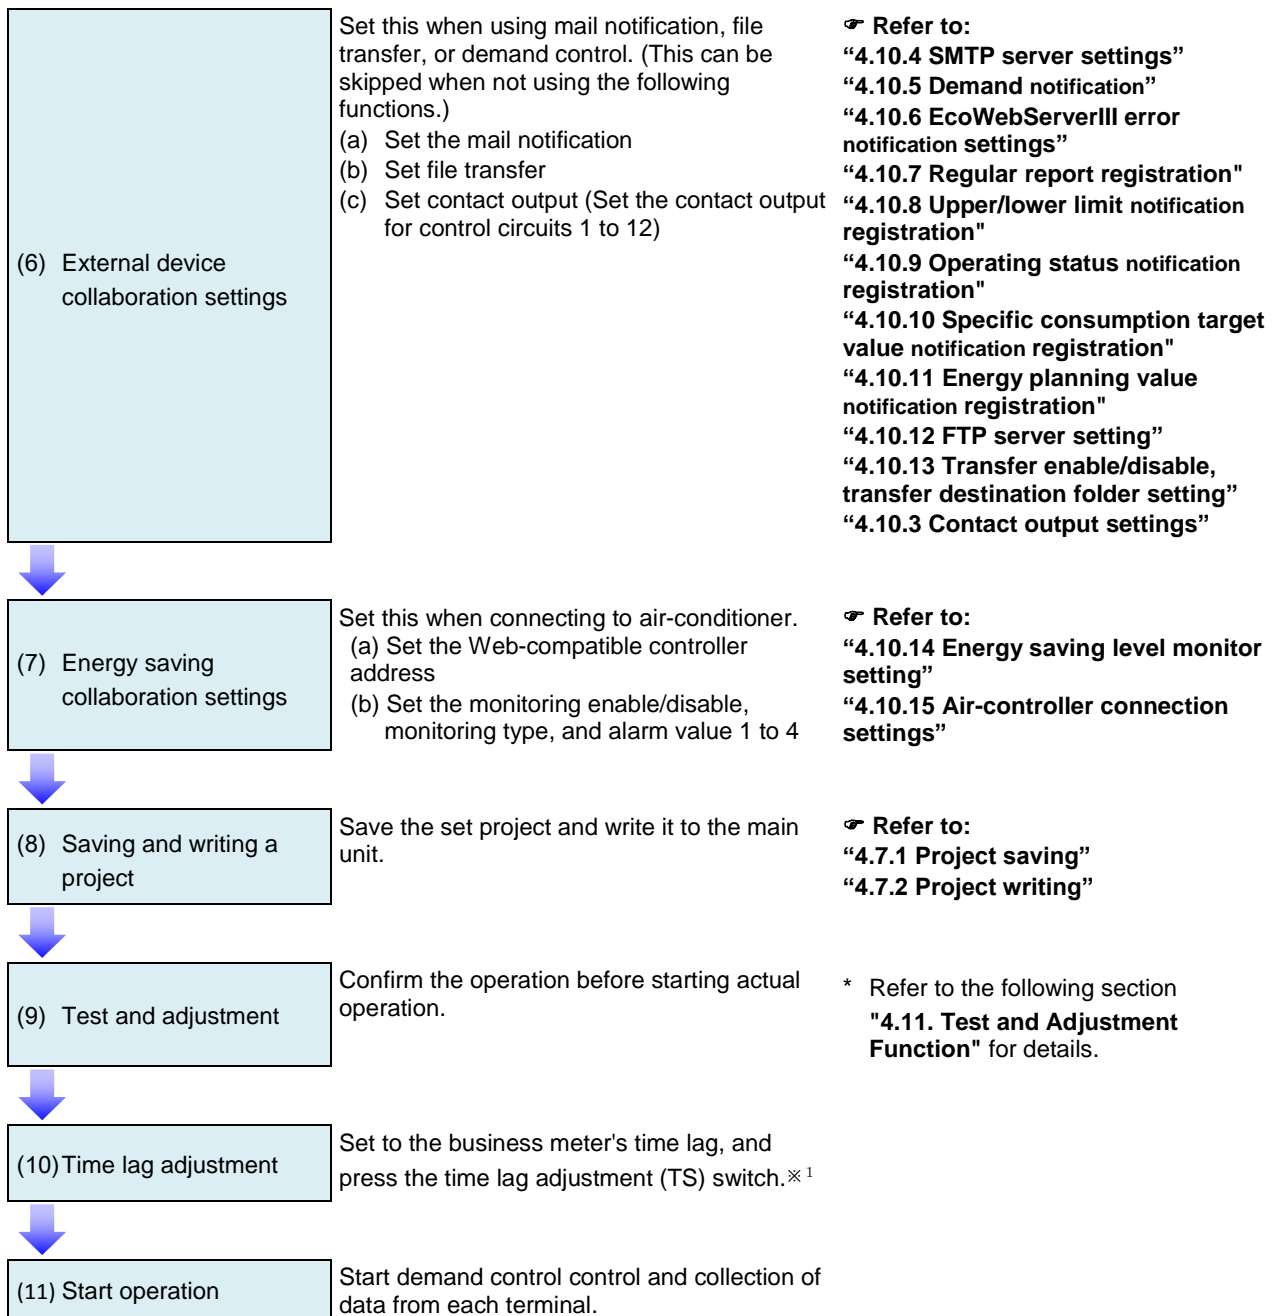 (6) External device
collaboration settings
Set this when using mail notification, file
transfer, or demand control. (This can be
skipped when not using the following
functions.)
(a) Set the mail notification
(b) Set file transfer
(c) Set contact output (Set the contact output
for control circuits 1 to 12)
☞ Refer to:
“4.10.4 SMTP server settings”
“4.10.5 Demand notification”
“4.10.6 EcoWebServerIII error
notification settings”
“4.10.7 Regular report registration"
“4.10.8 Upper/lower limit notification
registration"
“4.10.9 Operating status notification
registration"
“4.10.10 Specific consumption target
value notification registration"
“4.10.11 Energy planning value
notification registration"
“4.10.12 FTP server setting”
“4.10.13 Transfer enable/disable,
transfer destination folder setting”
“4.10.3 Contact output settings”
(7) Energy saving
collaboration settings
Set this when connecting to air-conditioner.
(a) Set the Web-compatible controller
address
(b) Set the monitoring enable/disable,
monitoring type, and alarm value 1 to 4
☞ Refer to:
“4.10.14 Energy saving level monitor
setting”
“4.10.15 Air-controller connection
settings”
(8) Saving and writing a
project
Save the set project and write it to the main
unit.
☞ Refer to:
“4.7.1 Project saving”
“4.7.2 Project writing”
(9) Test and adjustment
Confirm the operation before starting actual
operation.
* Refer to the following section
"4.11. Test and Adjustment
Function" for details.
(10) Time lag adjustment
Set to the business meter's time lag, and
press the time lag adjustment (TS) switch.※1
(11) Start operation
Start demand control control and collection of
data from each terminal.